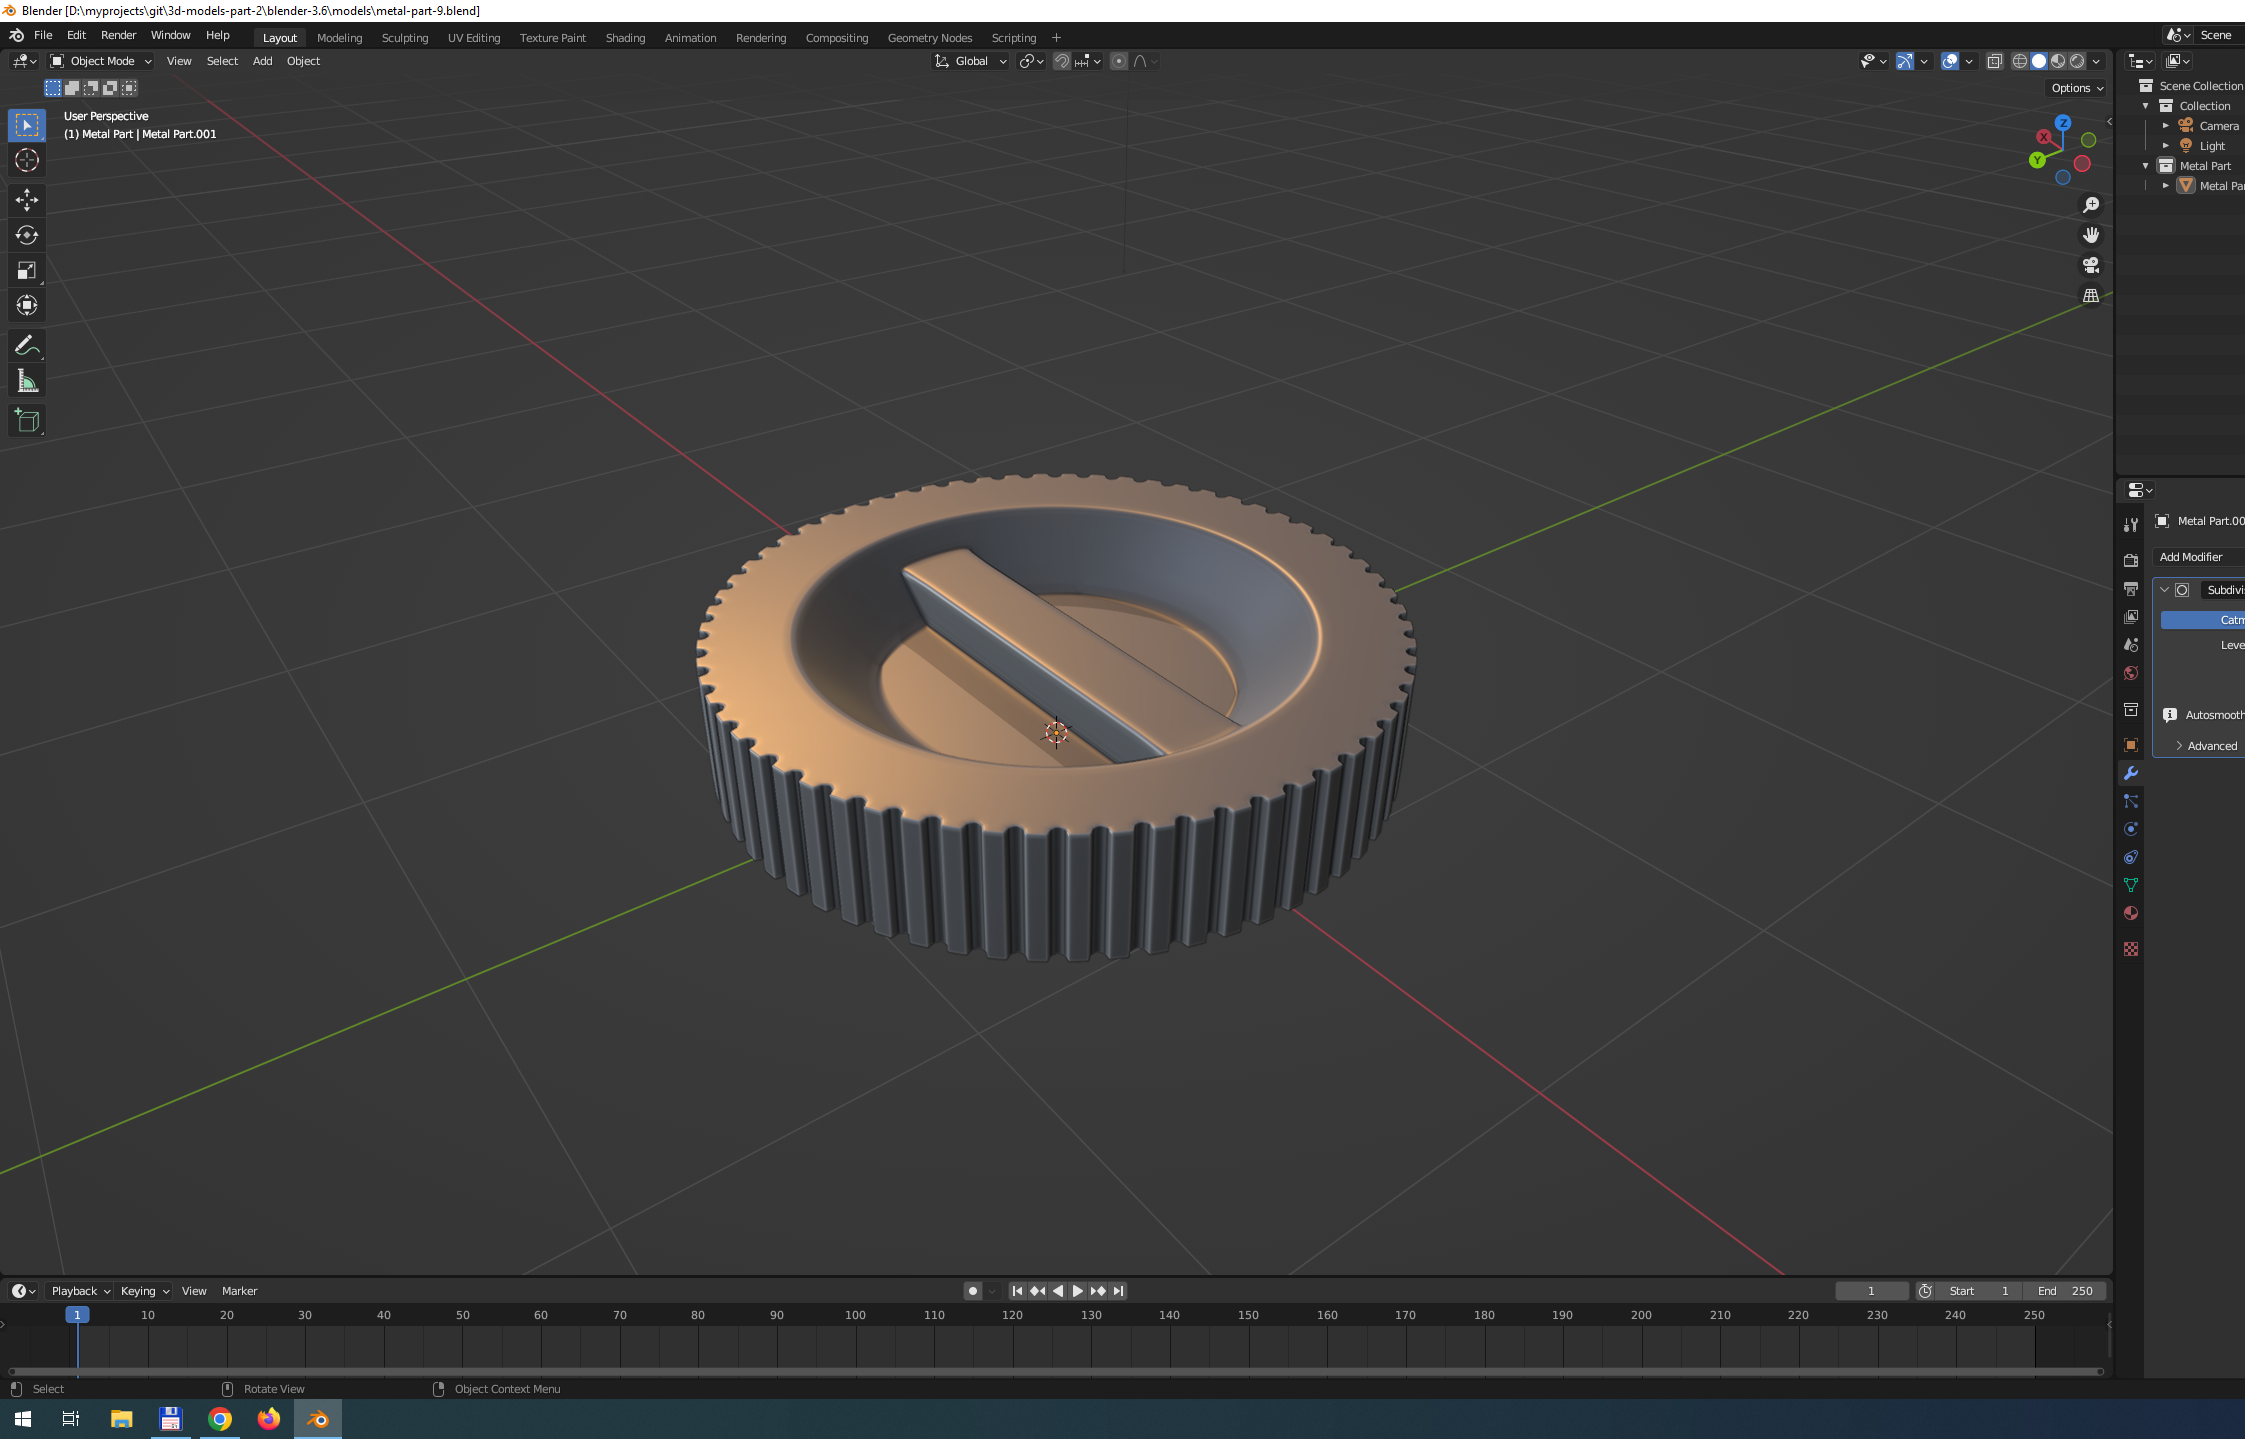 Blender [D:\myprojects\git\3d-models-part-2\blender-3.6\models\metal-part-9.blend]
File Edit Render Window Help Layout Modeling Sculpting UV Editing Texture Paint Shading Animation Rendering Compositing Geometry Nodes Scripting + Scene
Object Mode View Select Add Object Global
Options
User Perspective
(1) Metal Part | Metal Part.001
Z
X
Y
Scene Collection
Collection
Camera
Light
Metal Part
Metal Pa
Metal Part.00
Add Modifier
Subdivi
Catm
Leve
Autosmooth
Advanced
Playback Keying View Marker 1 Start 1 End 250
1 10 20 30 40 50 60 70 80 90 100 110 120 130 140 150 160 170 180 190 200 210 220 230 240 250
Select Rotate View Object Context Menu